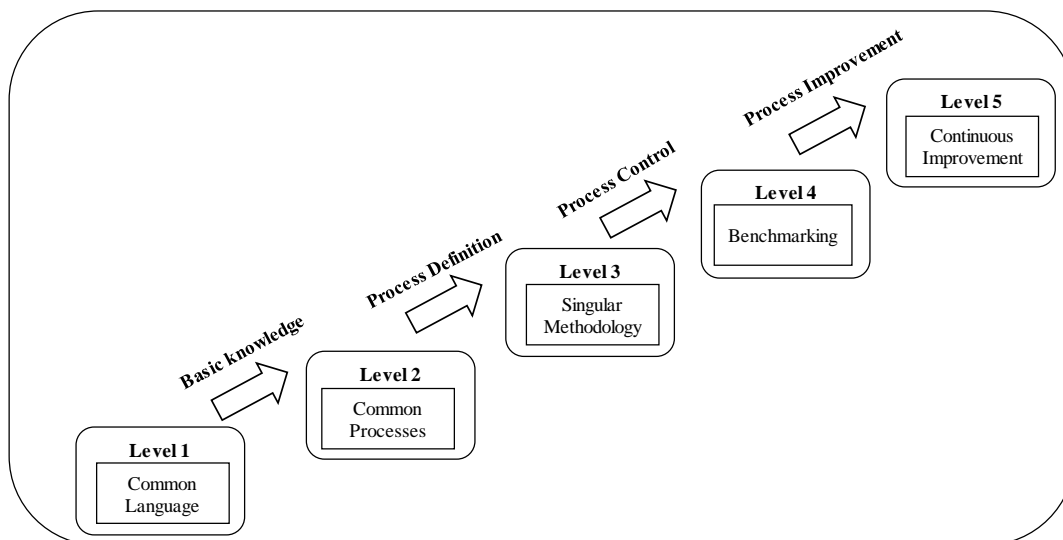 Level 1
Common
Language
Basic knowledge
Level 2
Common
Processes
Process Definition
Level 3
Singular
Methodology
Process Control
Level 4
Benchmarking
Process Improvement
Level 5
Continuous
Improvement